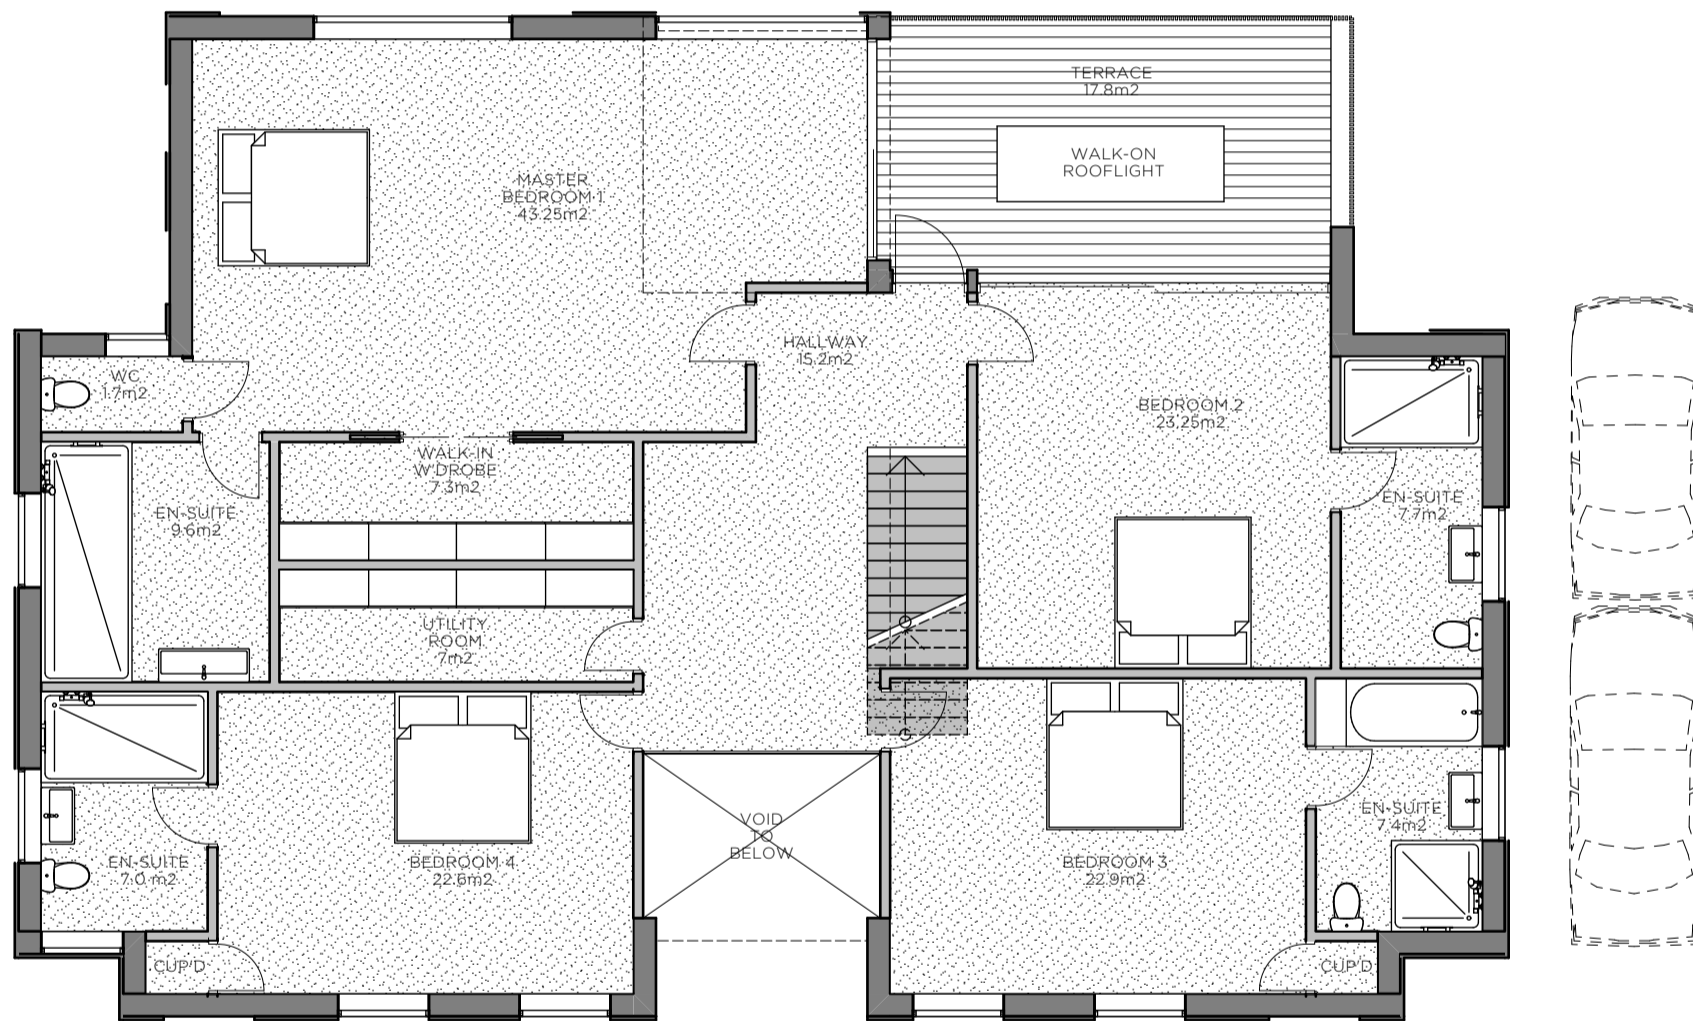 TERRACE
17.8m2
WALK-ON
ROOFLIGHT
MASTER
BEDROOM 1
43.25m2
HALLWAY
15.2m2
WC
1.7m2
BEDROOM 2
23.25m2
WALK-IN
W'DROBE
7.3m2
EN-SUITE
9.6m2
EN-SUITE
7.7m2
UTILITY
ROOM
7m2
VOID
TO
BELOW
EN-SUITE
7.4m2
EN-SUITE
7.0 m2
BEDROOM 4
22.6m2
BEDROOM 3
22.9m2
CUP'D
CUP'D